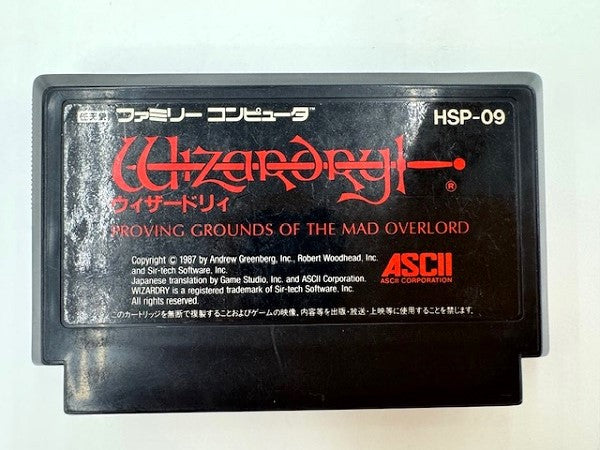 ファミリー コンピュータ™
HSP-09
Wizardry®
ウィザードリィ
PROVING GROUNDS OF THE MAD OVERLORD
Copyright © 1987 by Andrew Greenberg, Inc., Robert Woodhead, Inc.
and Sir-tech Software, Inc.
Japanese translation by Game Studio, Inc. and ASCII Corporation.
WIZARDRY is a registered trademark of Sir-tech Software, Inc.
All rights reserved.
ASCII
ASCII CORPORATION
このカートリッジを無断で複製することおよびゲームの映像、内容等を出版・放送・上映等に使用することを禁じます。